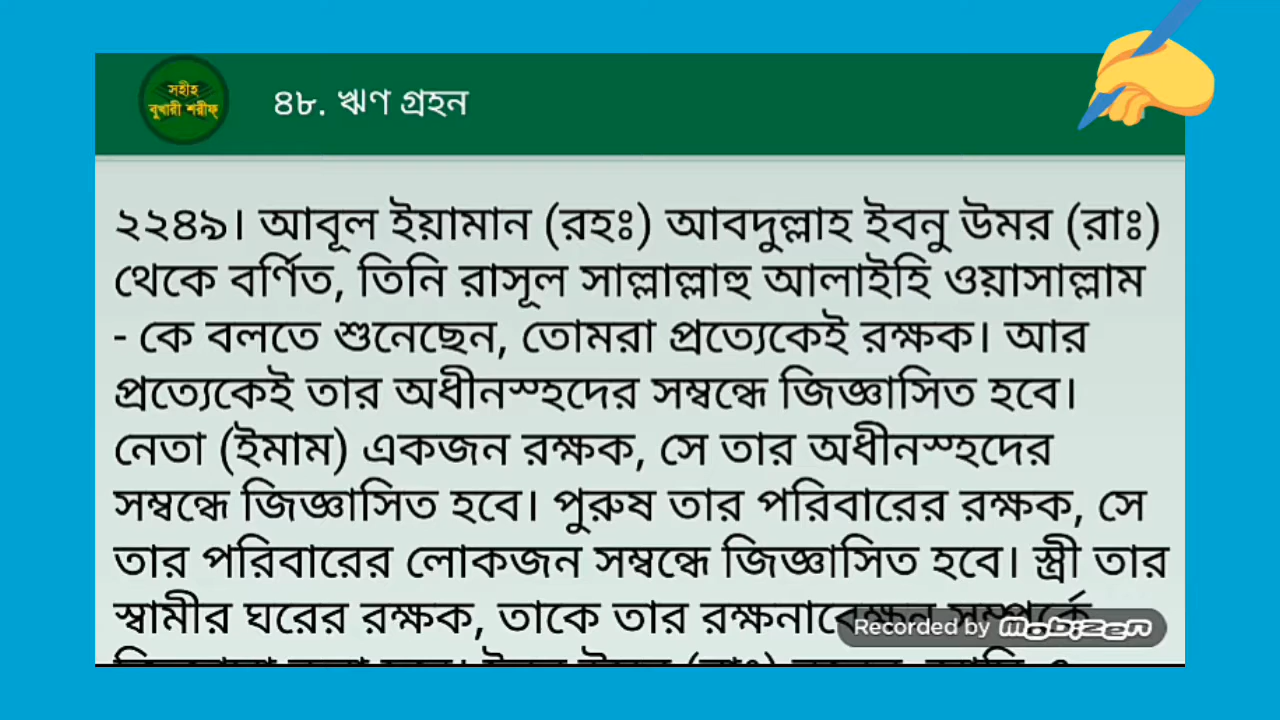 সহীহ্
বুখারী শরীফ্
৪৮. ঋণ গ্রহন
২২৪৯। আবূল ইয়ামান (রহঃ) আবদুল্লাহ ইবনু উমর (রাঃ)
থেকে বর্ণিত, তিনি রাসূল সাল্লাল্লাহু আলাইহি ওয়াসাল্লাম
- কে বলতে শুনেছেন, তোমরা প্রত্যেকেই রক্ষক। আর
প্রত্যেকেই তার অধীনস্হদের সম্বন্ধে জিজ্ঞাসিত হবে।
নেতা (ইমাম) একজন রক্ষক, সে তার অধীনস্হদের
সম্বন্ধে জিজ্ঞাসিত হবে। পুরুষ তার পরিবারের রক্ষক, সে
তার পরিবারের লোকজন সম্বন্ধে জিজ্ঞাসিত হবে। স্ত্রী তার
স্বামীর ঘরের রক্ষক, তাকে তার রক্ষনাবেক্ষন সম্পর্কে
Recorded by mobizen